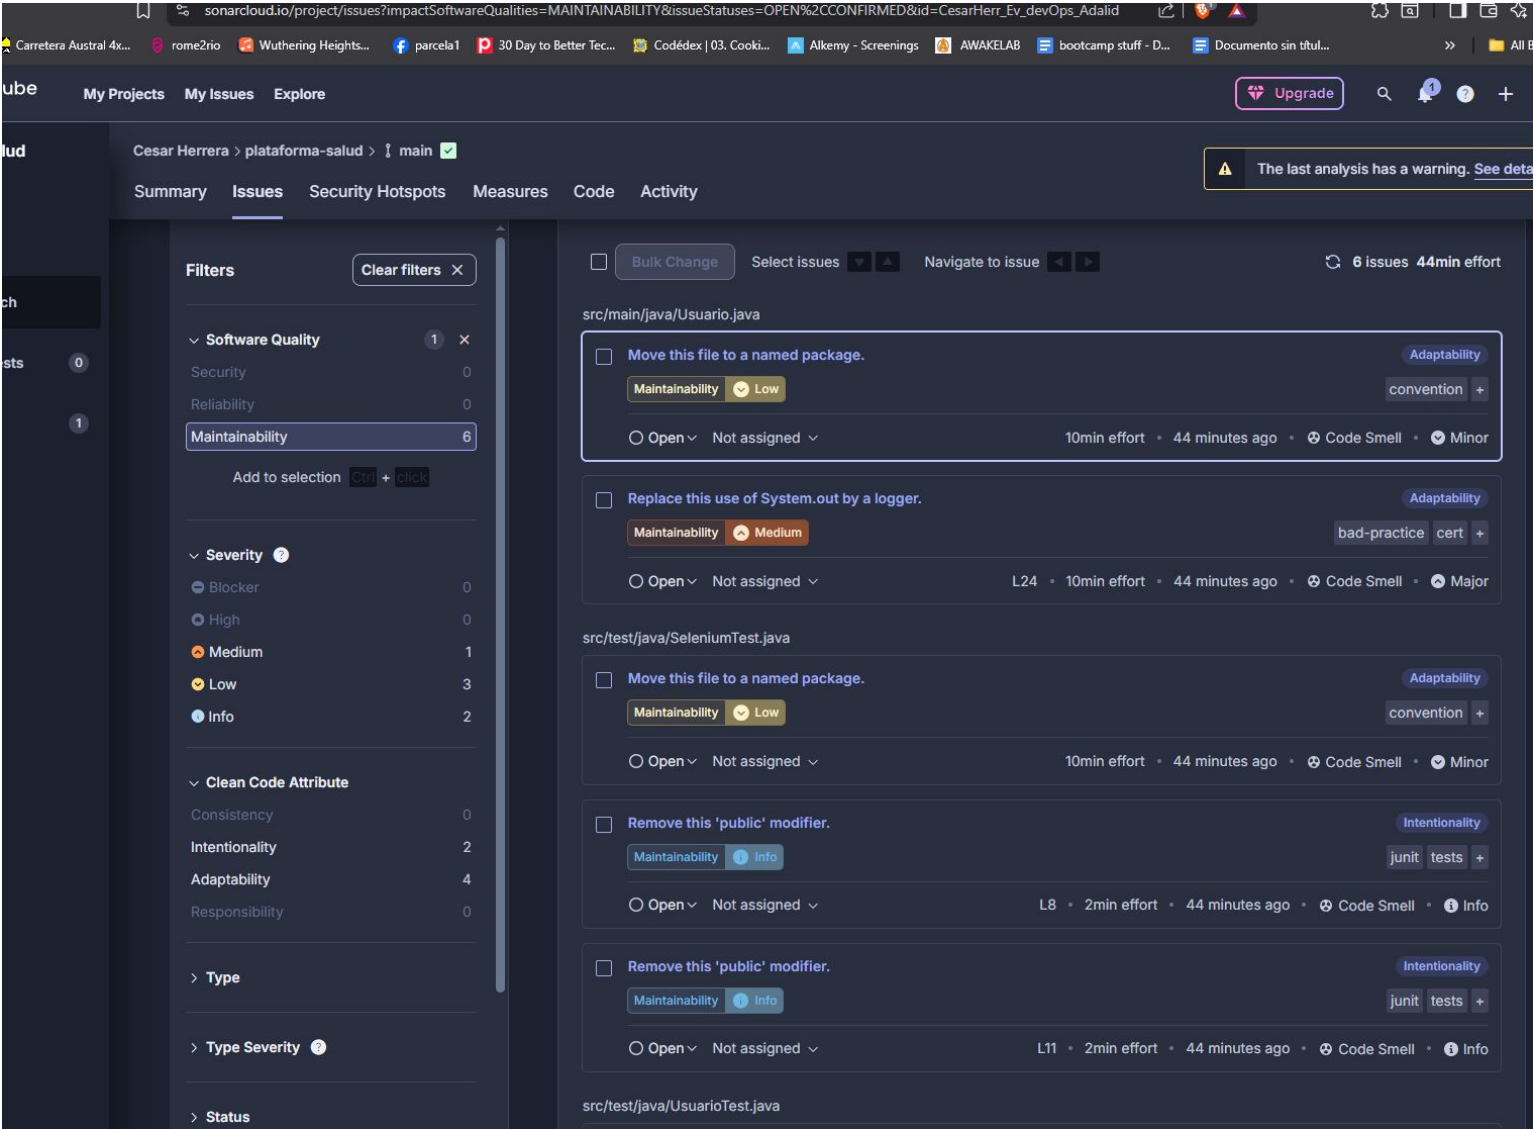 sonarcloud.io/project/issues?impactSoftwareQualities=MAINTAINABILITY&issueStatuses=OPEN%2CCONFIRMED&id=CesarHerr_Ev_devOps_Adalid
Carretera Austral 4x... rome2rio Wuthering Heights... parcela1 30 Day to Better Tec... Codédex | 03. Cooki... Alkemy - Screenings AWAKELAB bootcamp stuff - D... Documento sin títul... » All B
ube My Projects My Issues Explore Upgrade 1 ? +
lud Cesar Herrera > plataforma-salud > main
The last analysis has a warning. See deta
Summary Issues Security Hotspots Measures Code Activity
Filters Clear filters ×
Bulk Change Select issues Navigate to issue 6 issues 44min effort
ch
src/main/java/Usuario.java
Software Quality 1 ×
Security 0
Reliability 0
Maintainability 6
Add to selection Ctrl + click
ests 0
1
Move this file to a named package. Adaptability
Maintainability Low convention +
Open Not assigned 10min effort • 44 minutes ago • Code Smell • Minor
Replace this use of System.out by a logger. Adaptability
Maintainability Medium bad-practice cert +
Open Not assigned L24 • 10min effort • 44 minutes ago • Code Smell • Major
Severity ?
Blocker 0
High 0
Medium 1
Low 3
Info 2
src/test/java/SeleniumTest.java
Move this file to a named package. Adaptability
Maintainability Low convention +
Open Not assigned 10min effort • 44 minutes ago • Code Smell • Minor
Clean Code Attribute
Consistency 0
Intentionality 2
Adaptability 4
Responsibility 0
Remove this 'public' modifier. Intentionality
Maintainability Info junit tests +
Open Not assigned L8 • 2min effort • 44 minutes ago • Code Smell • Info
Type
Type Severity ?
Status
Remove this 'public' modifier. Intentionality
Maintainability Info junit tests +
Open Not assigned L11 • 2min effort • 44 minutes ago • Code Smell • Info
src/test/java/UsuarioTest.java